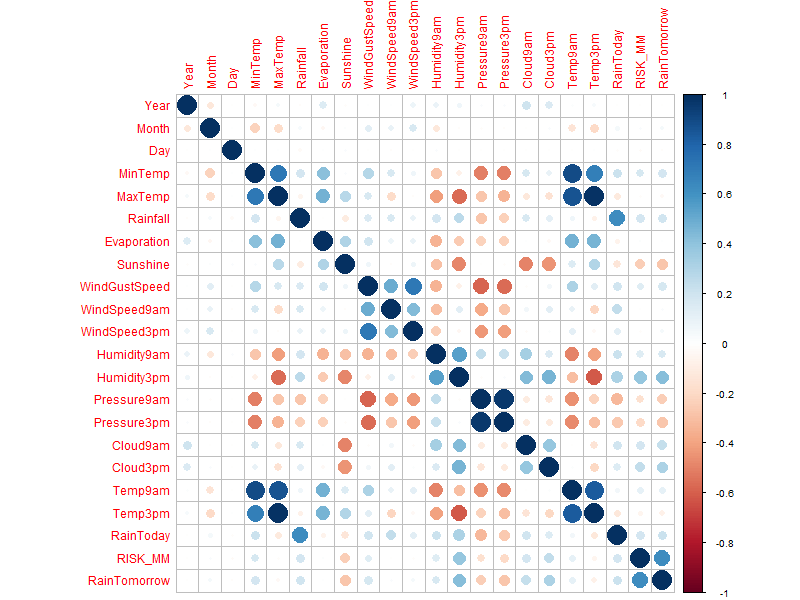 Year
Month
Day
MinTemp
MaxTemp
Rainfall
Evaporation
Sunshine
WindGustSpeed
WindSpeed9am
WindSpeed3pm
Humidity9am
Humidity3pm
Pressure9am
Pressure3pm
Cloud9am
Cloud3pm
Temp9am
Temp3pm
RainToday
RISK_MM
RainTomorrow
Year
Month
Day
MinTemp
MaxTemp
Rainfall
Evaporation
Sunshine
WindGustSpeed
WindSpeed9am
WindSpeed3pm
Humidity9am
Humidity3pm
Pressure9am
Pressure3pm
Cloud9am
Cloud3pm
Temp9am
Temp3pm
RainToday
RISK_MM
RainTomorrow
1
0.8
0.6
0.4
0.2
0
-0.2
-0.4
-0.6
-0.8
-1